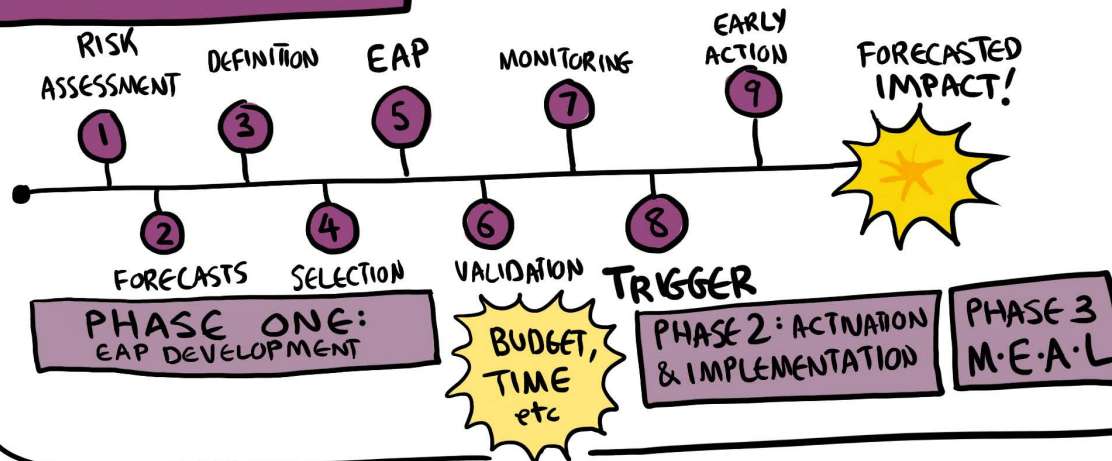 RISK
ASSESSMENT
1
DEFINITION
3
EAP
5
MONITORING
7
EARLY
ACTION
9
FORECASTED
IMPACT!
2
FORECASTS
4
SELECTION
6
VALIDATION
8
TRIGGER
PHASE ONE:
EAP DEVELOPMENT
BUDGET,
TIME
etc
PHASE 2: ACTIVATION
& IMPLEMENTATION
PHASE 3
M.E.A.L